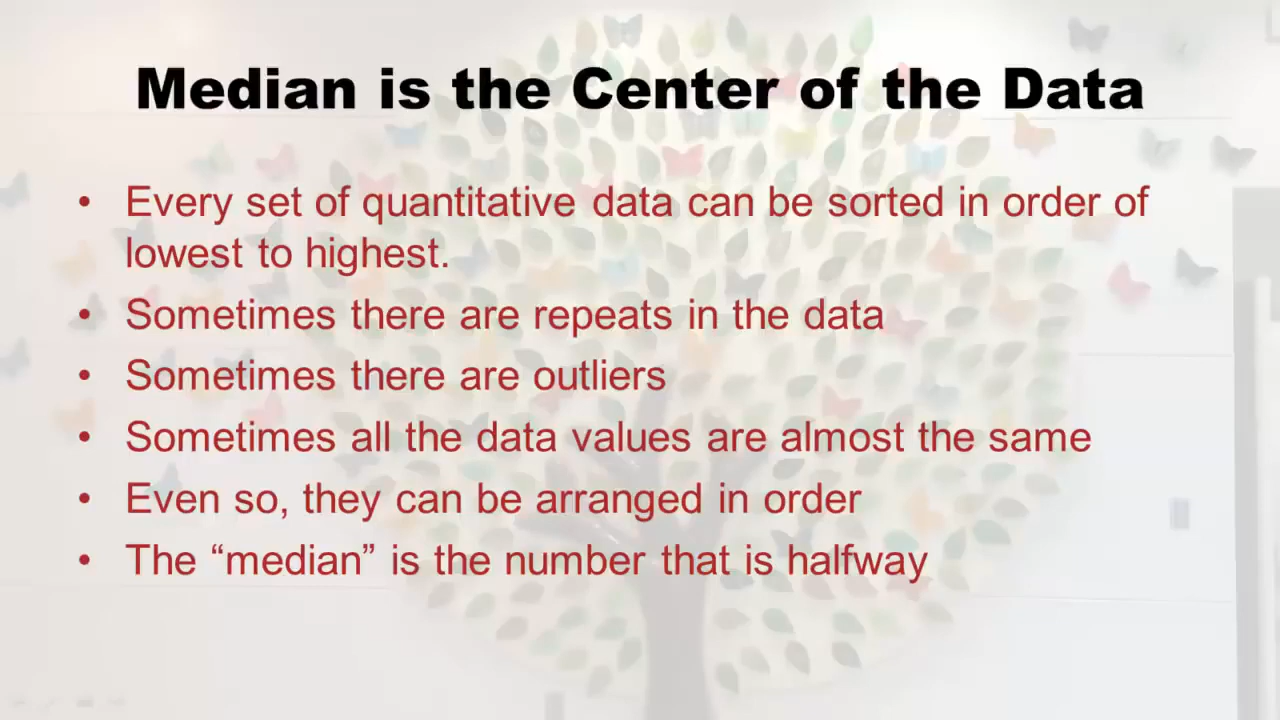 Median is the Center of the Data
• Every set of quantitative data can be sorted in order of
lowest to highest.
• Sometimes there are repeats in the data
• Sometimes there are outliers
• Sometimes all the data values are almost the same
• Even so, they can be arranged in order
• The “median” is the number that is halfway